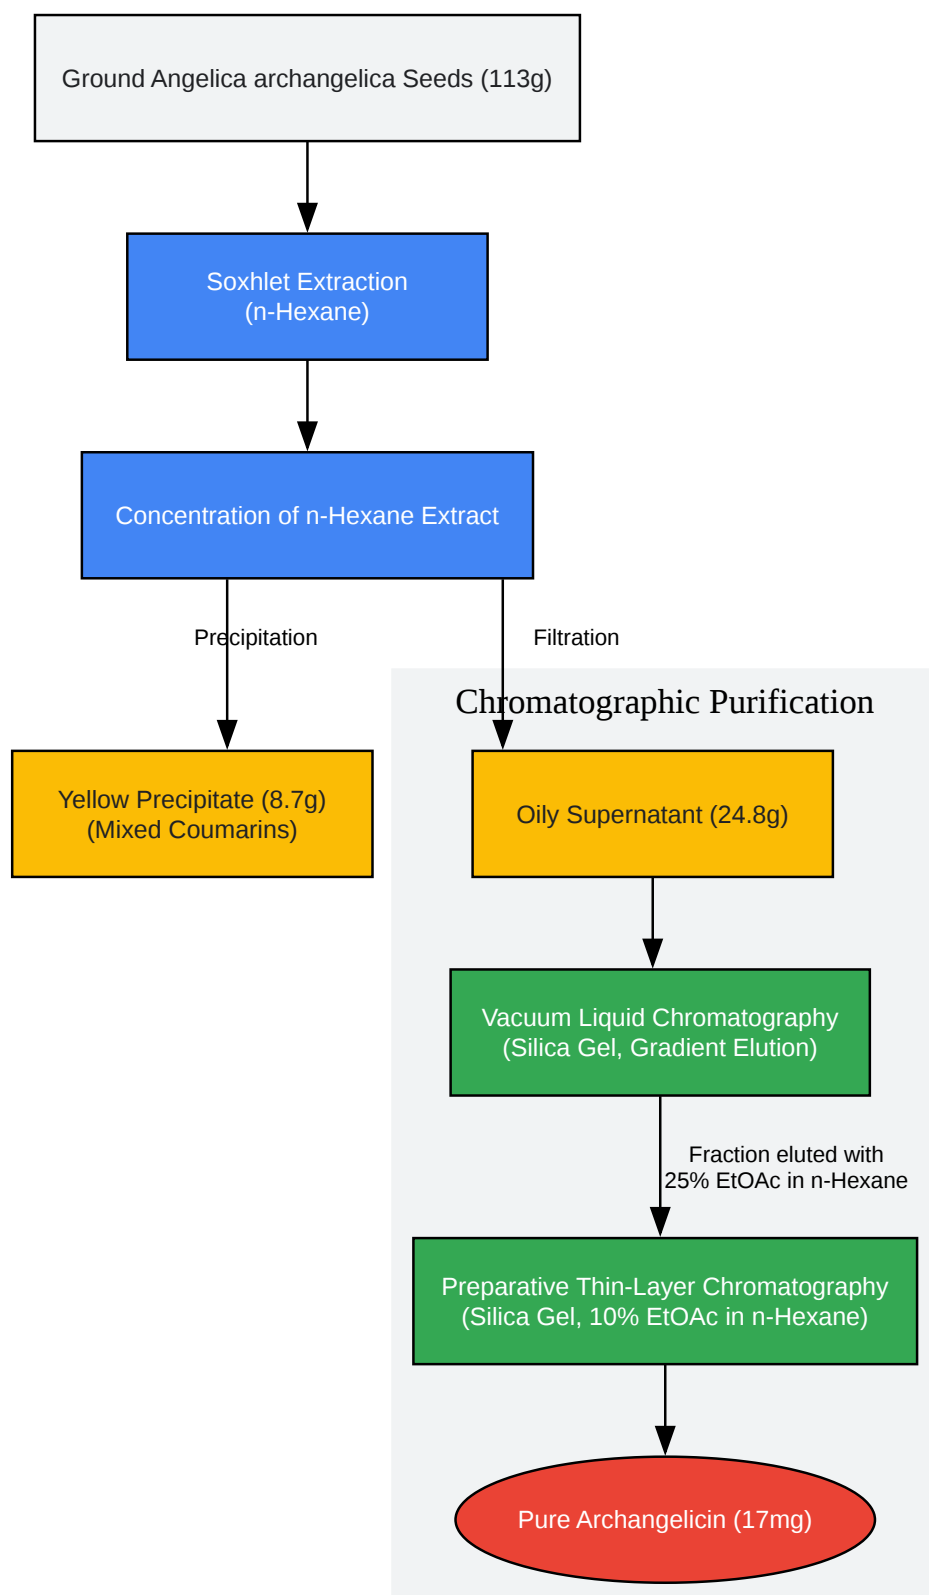 Ground Angelica archangelica Seeds (113g)
Soxhlet Extraction
(n-Hexane)
Concentration of n-Hexane Extract
Precipitation
Filtration
Chromatographic Purification
Yellow Precipitate (8.7g)
(Mixed Coumarins)
Oily Supernatant (24.8g)
Vacuum Liquid Chromatography
(Silica Gel, Gradient Elution)
Fraction eluted with
25% EtOAc in n-Hexane
Preparative Thin-Layer Chromatography
(Silica Gel, 10% EtOAc in n-Hexane)
Pure Archangelicin (17mg)